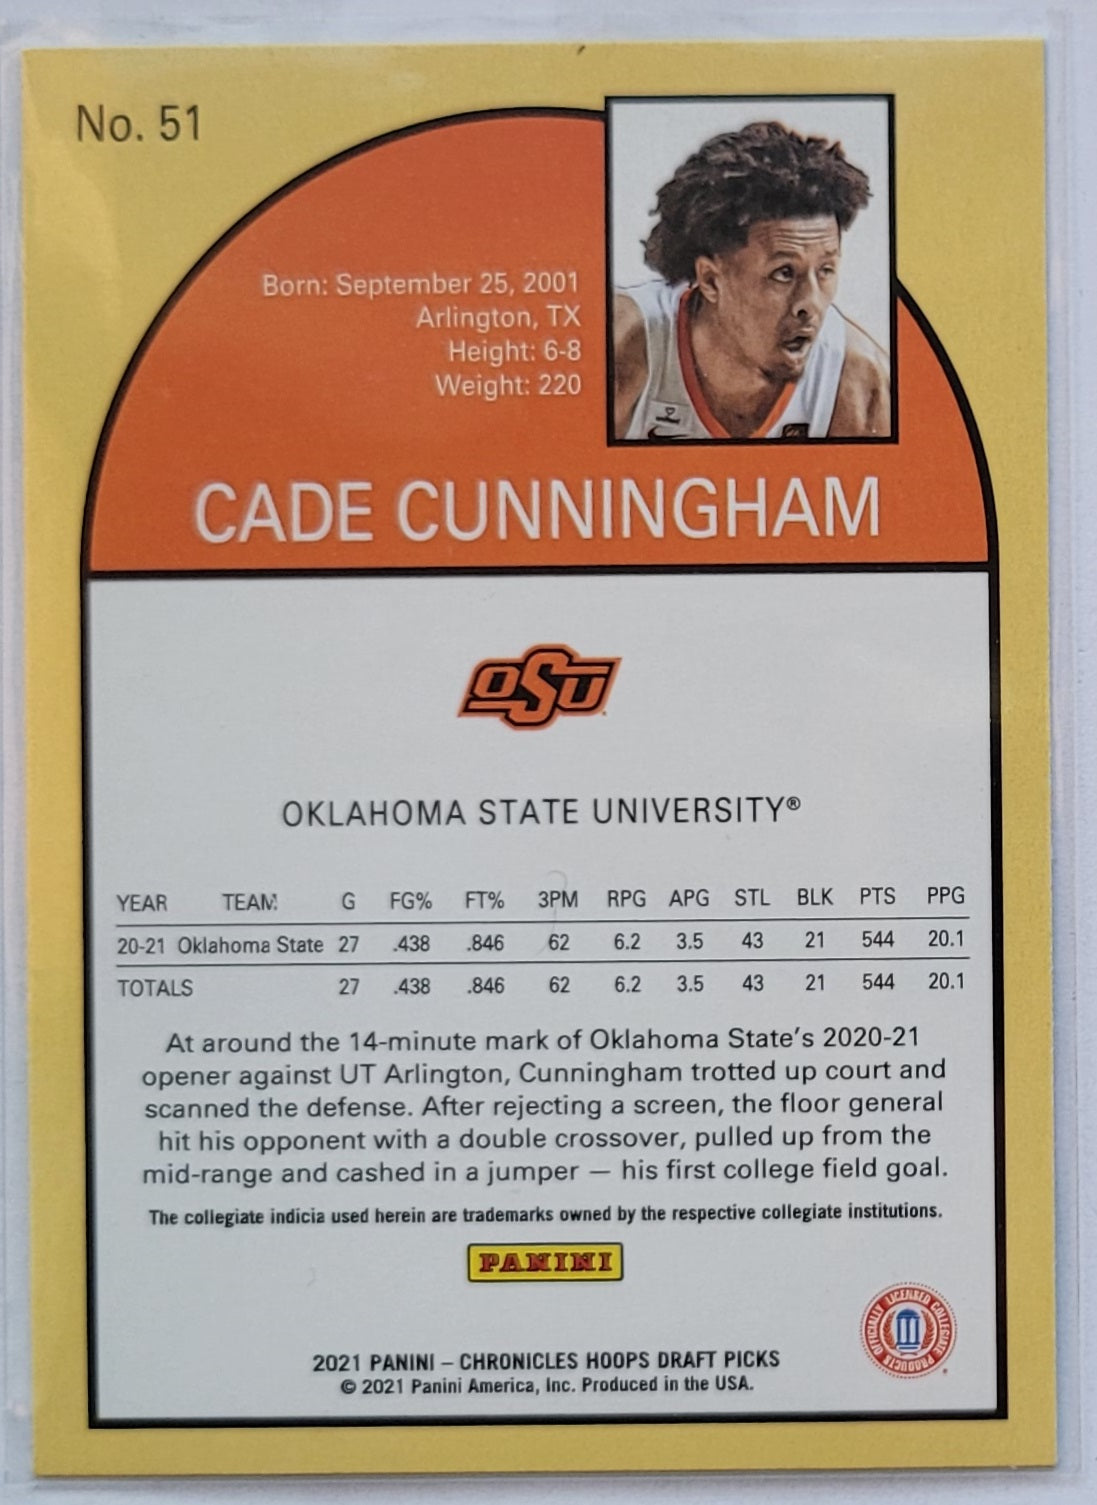 No. 51
Born: September 25, 2001
Arlington, TX
Height: 6-8
Weight: 220
CADE CUNNINGHAM
OSU
OKLAHOMA STATE UNIVERSITY®
YEAR TEAM G FG% FT% 3PM RPG APG STL BLK PTS PPG
20-21 Oklahoma State 27 .438 .846 62 6.2 3.5 43 21 544 20.1
TOTALS 27 .438 .846 62 6.2 3.5 43 21 544 20.1
At around the 14-minute mark of Oklahoma State's 2020-21
opener against UT Arlington, Cunningham trotted up court and
scanned the defense. After rejecting a screen, the floor general
hit his opponent with a double crossover, pulled up from the
mid-range and cashed in a jumper — his first college field goal.
The collegiate indicia used herein are trademarks owned by the respective collegiate institutions.
PANINI
OFFICIALLY LICENSED COLLEGIATE PRODUCTS
2021 PANINI – CHRONICLES HOOPS DRAFT PICKS
© 2021 Panini America, Inc. Produced in the USA.